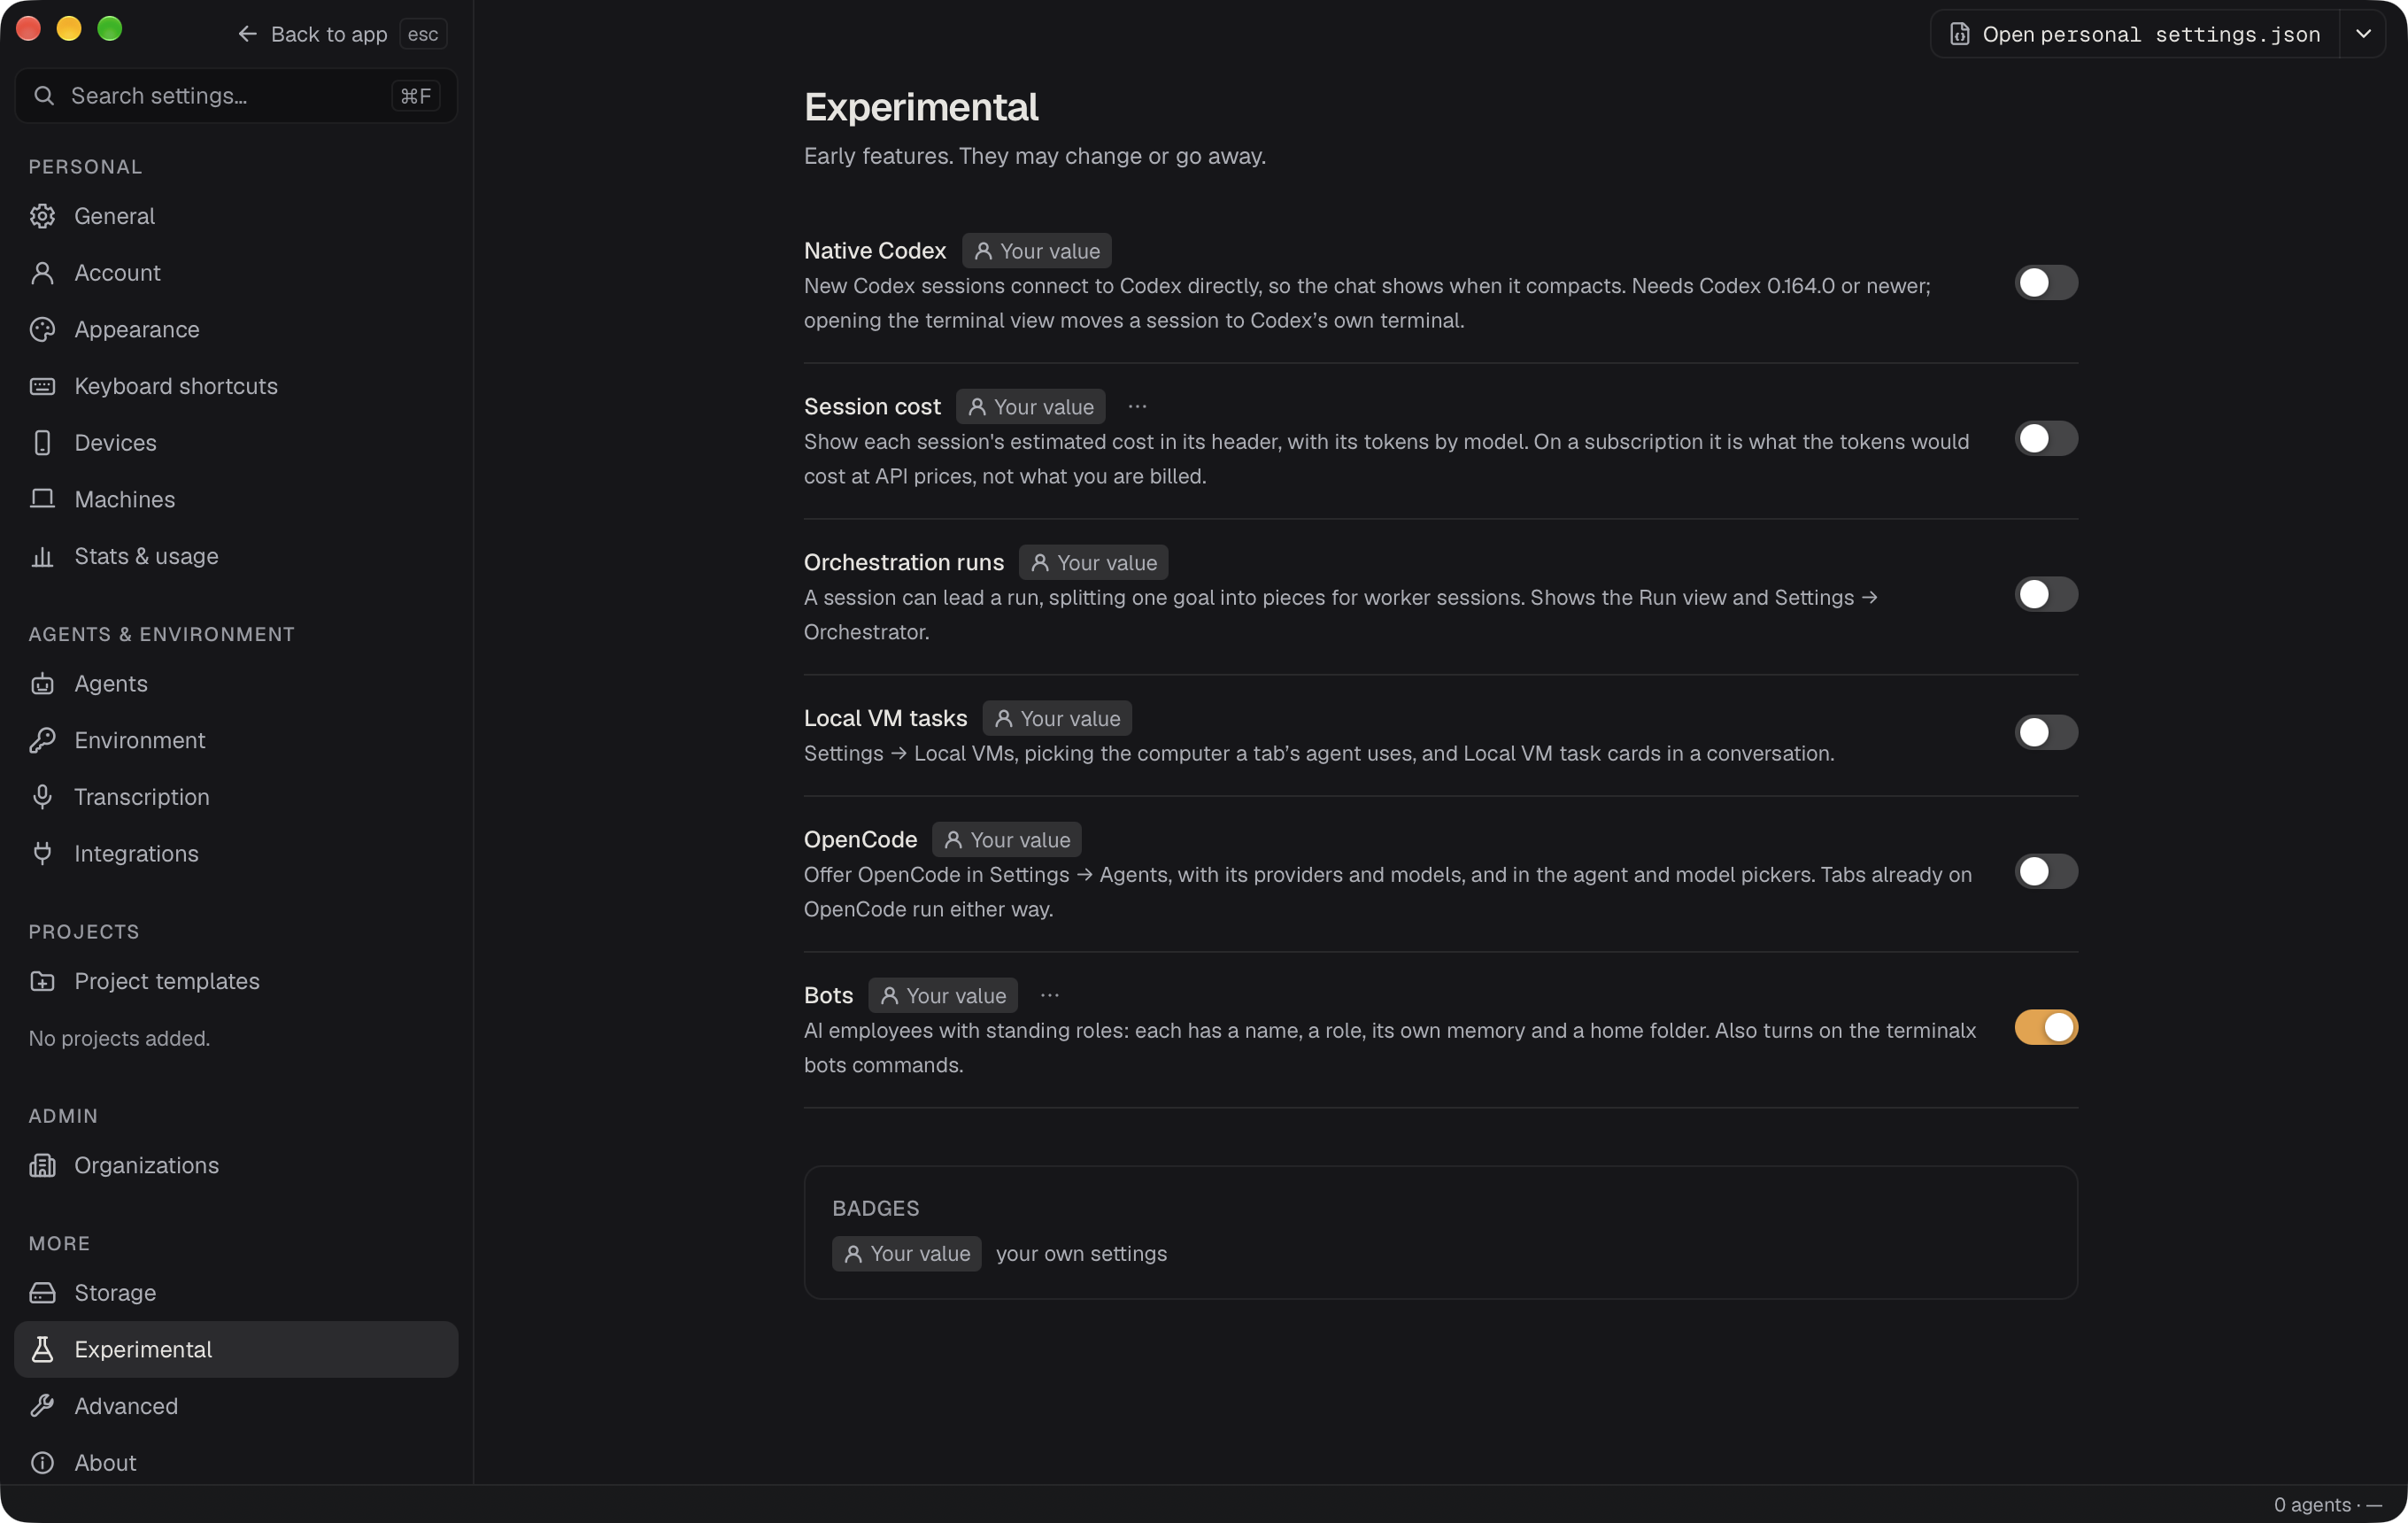 Back to app esc
Search settings... ⌘F
PERSONAL
General
Account
Appearance
Keyboard shortcuts
Devices
Machines
Stats & usage
AGENTS & ENVIRONMENT
Agents
Environment
Transcription
Integrations
PROJECTS
Project templates
No projects added.
ADMIN
Organizations
MORE
Storage
Experimental
Advanced
About
Open personal settings.json
Experimental
Early features. They may change or go away.
Native Codex Your value
New Codex sessions connect to Codex directly, so the chat shows when it compacts. Needs Codex 0.164.0 or newer;
opening the terminal view moves a session to Codex’s own terminal.
Session cost Your value ...
Show each session's estimated cost in its header, with its tokens by model. On a subscription it is what the tokens would
cost at API prices, not what you are billed.
Orchestration runs Your value
A session can lead a run, splitting one goal into pieces for worker sessions. Shows the Run view and Settings →
Orchestrator.
Local VM tasks Your value
Settings → Local VMs, picking the computer a tab’s agent uses, and Local VM task cards in a conversation.
OpenCode Your value
Offer OpenCode in Settings → Agents, with its providers and models, and in the agent and model pickers. Tabs already on
OpenCode run either way.
Bots Your value ...
AI employees with standing roles: each has a name, a role, its own memory and a home folder. Also turns on the terminalx
bots commands.
BADGES
Your value your own settings
0 agents · —